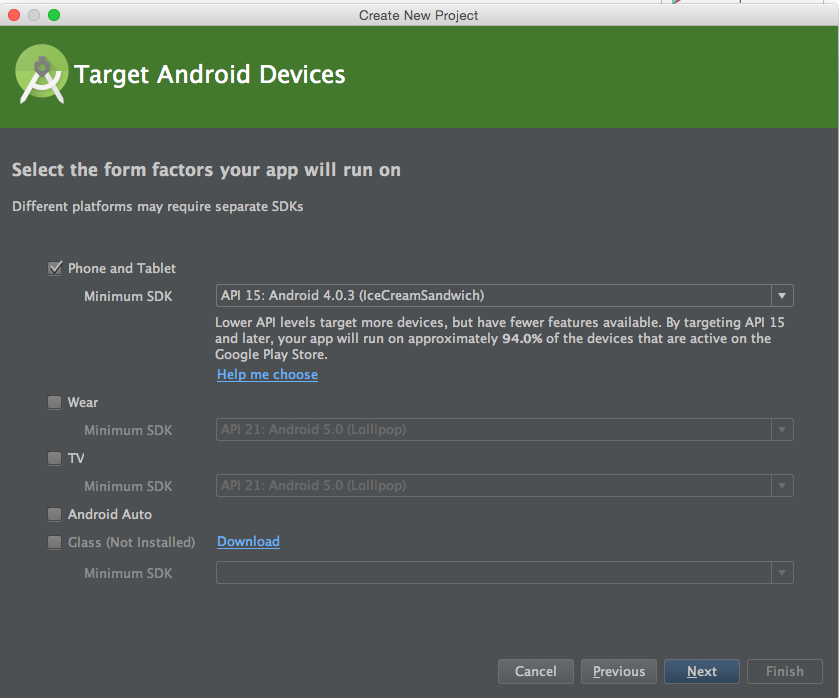 Create New Project
Target Android Devices
Select the form factors your app will run on
Different platforms may require separate SDKs
Phone and Tablet
Minimum SDK API 15: Android 4.0.3 (IceCreamSandwich)
Lower API levels target more devices, but have fewer features available. By targeting API 15
and later, your app will run on approximately 94.0% of the devices that are active on the
Google Play Store.
Help me choose
Wear
Minimum SDK API 21: Android 5.0 (Lollipop)
TV
Minimum SDK API 21: Android 5.0 (Lollipop)
Android Auto
Glass (Not Installed) Download
Minimum SDK
Cancel Previous Next Finish